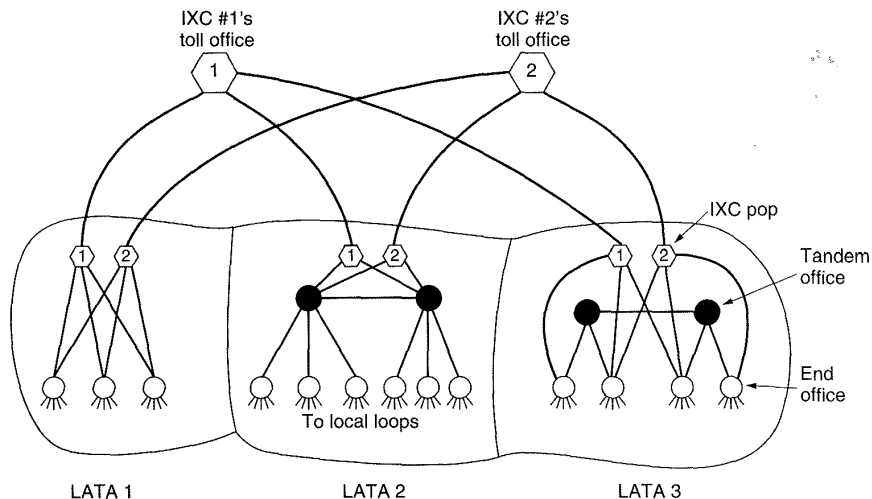 IXC #1's
toll office
IXC #2's
toll office
1
2
IXC pop
1
2
1
2
1
2
Tandem
office
End
office
To local loops
LATA 1
LATA 2
LATA 3